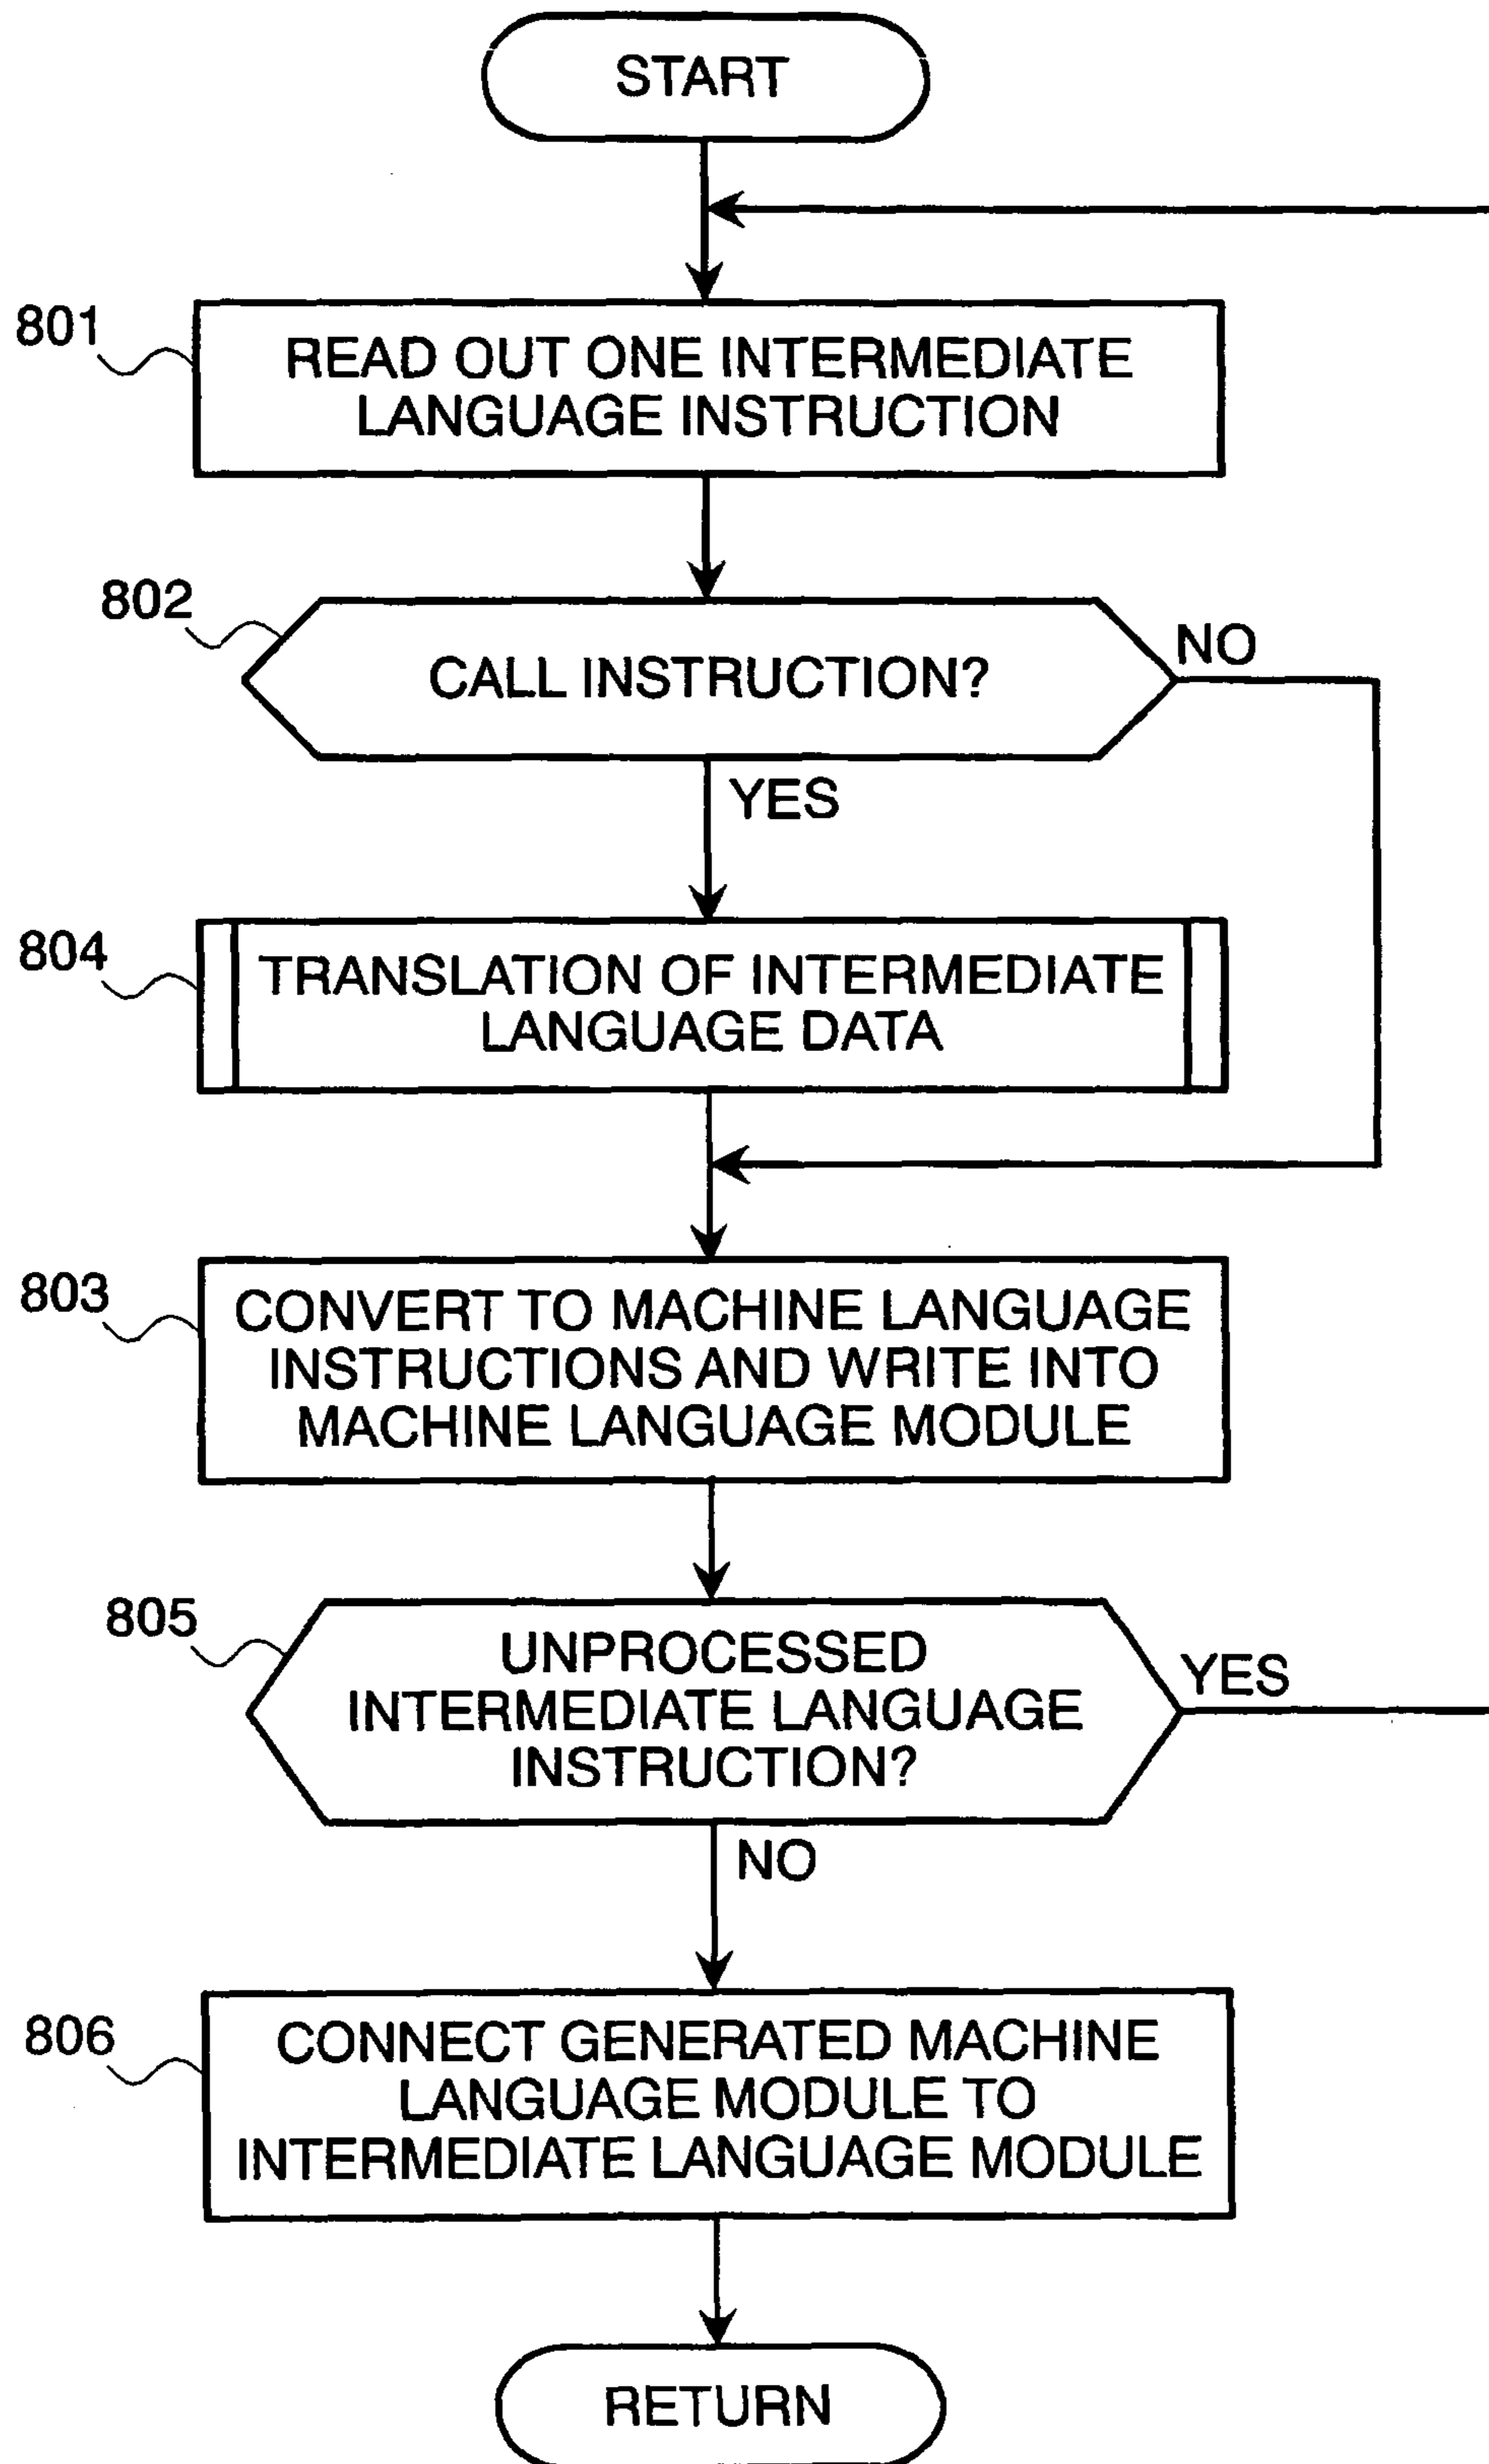 START
801
READ OUT ONE INTERMEDIATE
LANGUAGE INSTRUCTION
802
CALL INSTRUCTION?
NO
YES
804
TRANSLATION OF INTERMEDIATE
LANGUAGE DATA
803
CONVERT TO MACHINE LANGUAGE
INSTRUCTIONS AND WRITE INTO
MACHINE LANGUAGE MODULE
805
UNPROCESSED
INTERMEDIATE LANGUAGE
INSTRUCTION?
YES
NO
806
CONNECT GENERATED MACHINE
LANGUAGE MODULE TO
INTERMEDIATE LANGUAGE MODULE
RETURN